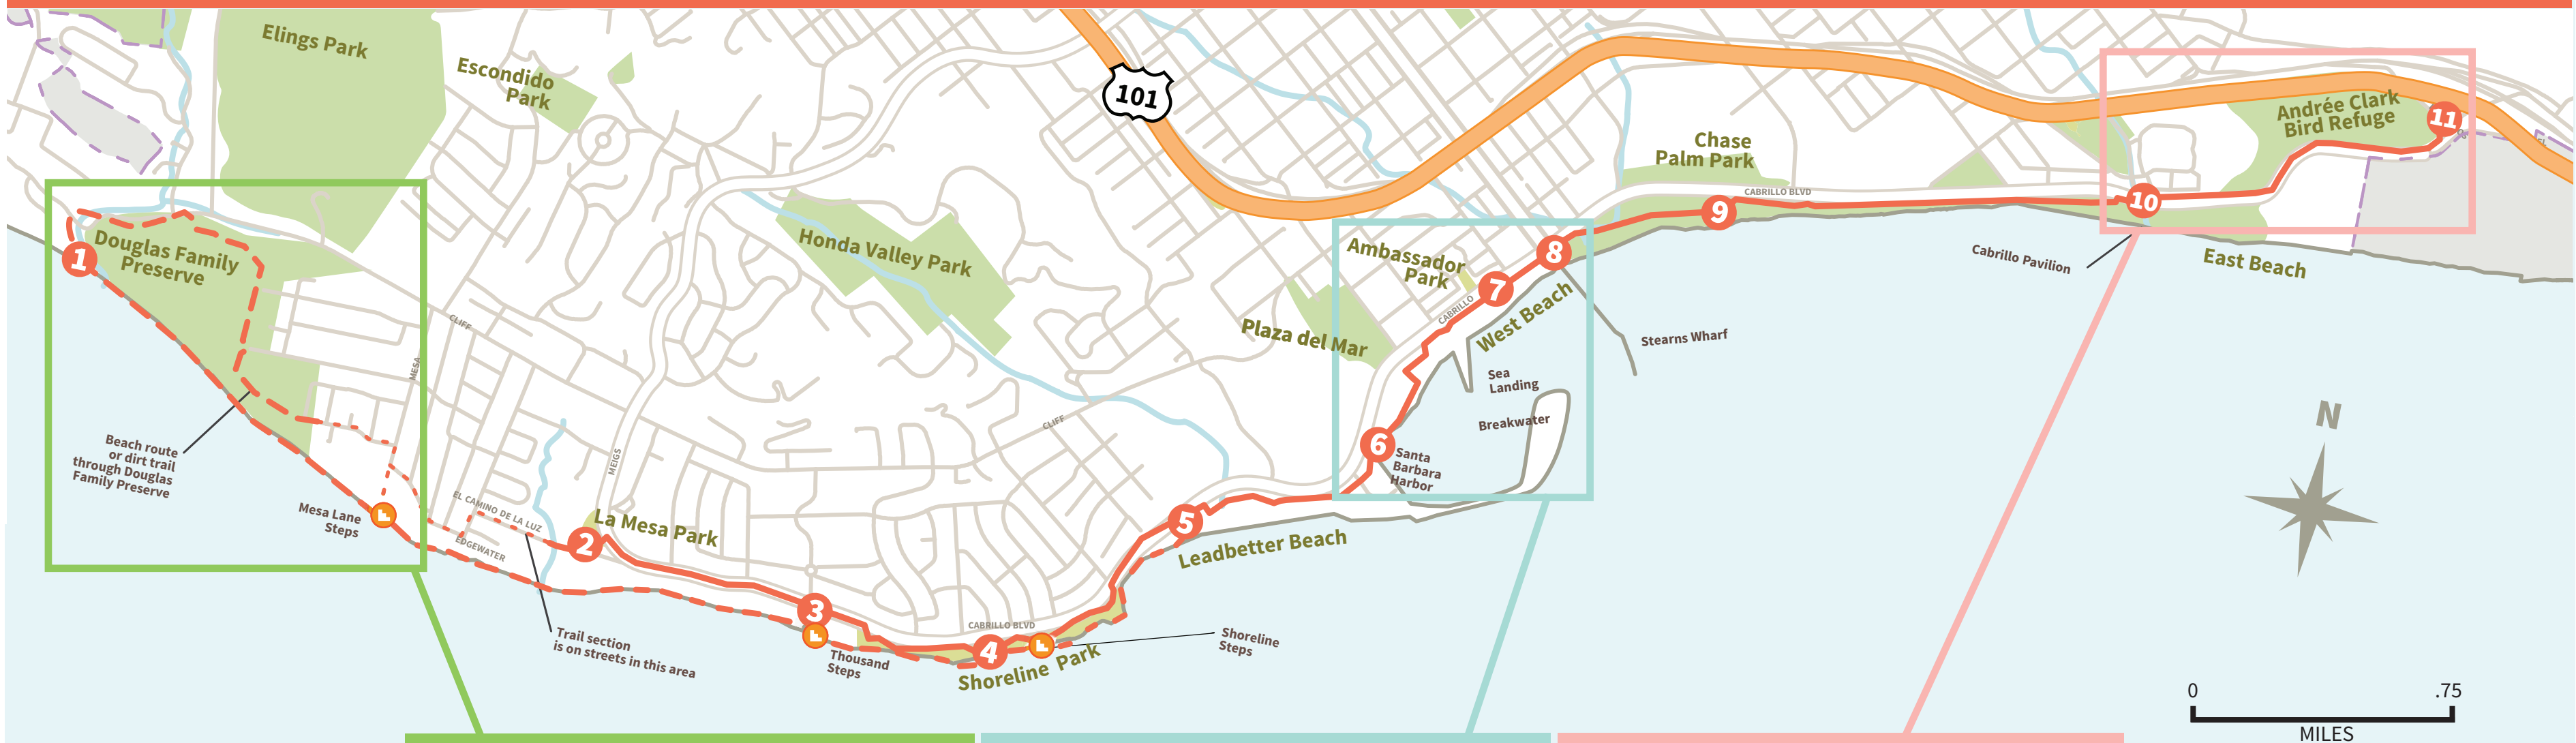 Elings Park
Escondido
Park
101
Chase
Palm Park
Andrée Clark
Bird Refuge
11
CABRILLO BLVD
10
9
8
7
Cabrillo Pavilion
East Beach
Douglas Family
Preserve
1
Honda Valley Park
Ambassador
Park
CABRILLO
West Beach
Plaza del Mar
Stearns Wharf
Sea
Landing
Breakwater
6
Santa
Barbara
Harbor
CLIFF
MESA
CLIFF
MEIGS
Beach route
or dirt trail
through Douglas
Family Preserve
Mesa Lane
Steps
EL CAMINO DE LA LUZ
EDGEWATER
2
La Mesa Park
5
Leadbetter Beach
3
Thousand
Steps
Trail section
is on streets in this area
CABRILLO BLVD
4
Shoreline Park
Shoreline
Steps
N
0
.75
MILES